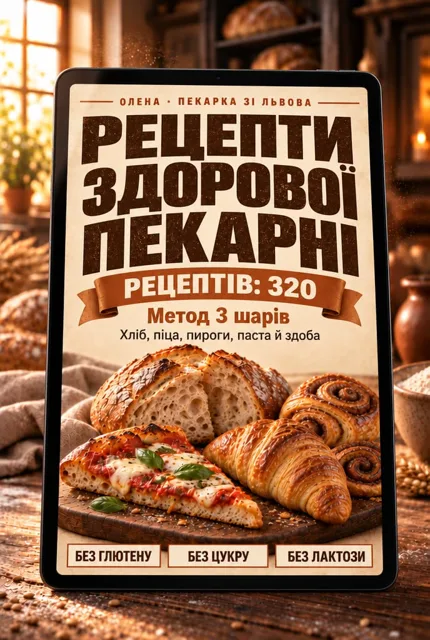 ОЛЕНА · ПЕКАРКА ЗІ ЛЬВОВА
РЕЦЕПТИ
ЗДОРОВОЇ
ПЕКАРНІ
РЕЦЕПТІВ: 320
Метод 3 шарів
Хліб, піца, пироги, паста й здоба
БЕЗ ГЛЮТЕНУ
БЕЗ ЦУКРУ
БЕЗ ЛАКТОЗИ